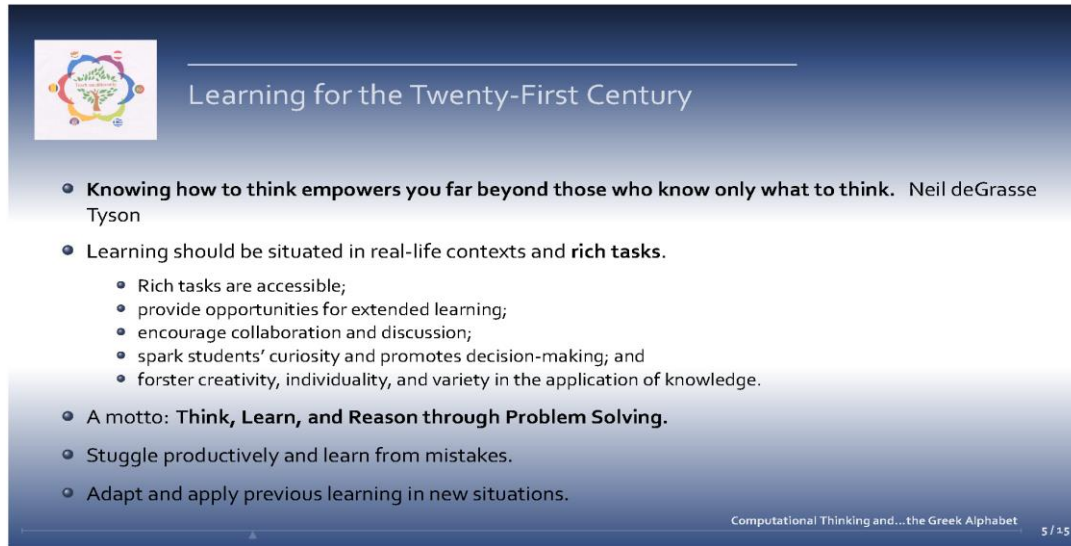 Learning for the Twenty-First Century
Knowing how to think empowers you far beyond those who know only what to think. Neil deGrasse
Tyson
Learning should be situated in real-life contexts and rich tasks.
Rich tasks are accessible;
provide opportunities for extended learning;
encourage collaboration and discussion;
spark students' curiosity and promotes decision-making; and
forster creativity, individuality, and variety in the application of knowledge.
A motto: Think, Learn, and Reason through Problem Solving.
Stuggle productively and learn from mistakes.
Adapt and apply previous learning in new situations.
Computational Thinking and...the Greek Alphabet
5/15